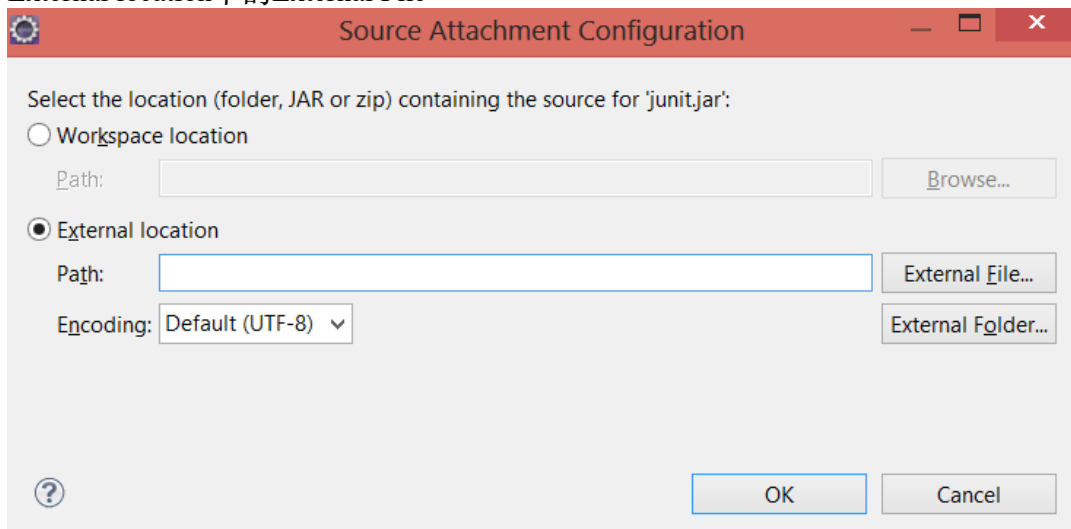 Source Attachment Configuration
Select the location (folder, JAR or zip) containing the source for 'junit.jar':
Workspace location
Path:
Browse...
External location
Path:
External File...
Encoding: Default (UTF-8)
External Folder...
OK
Cancel